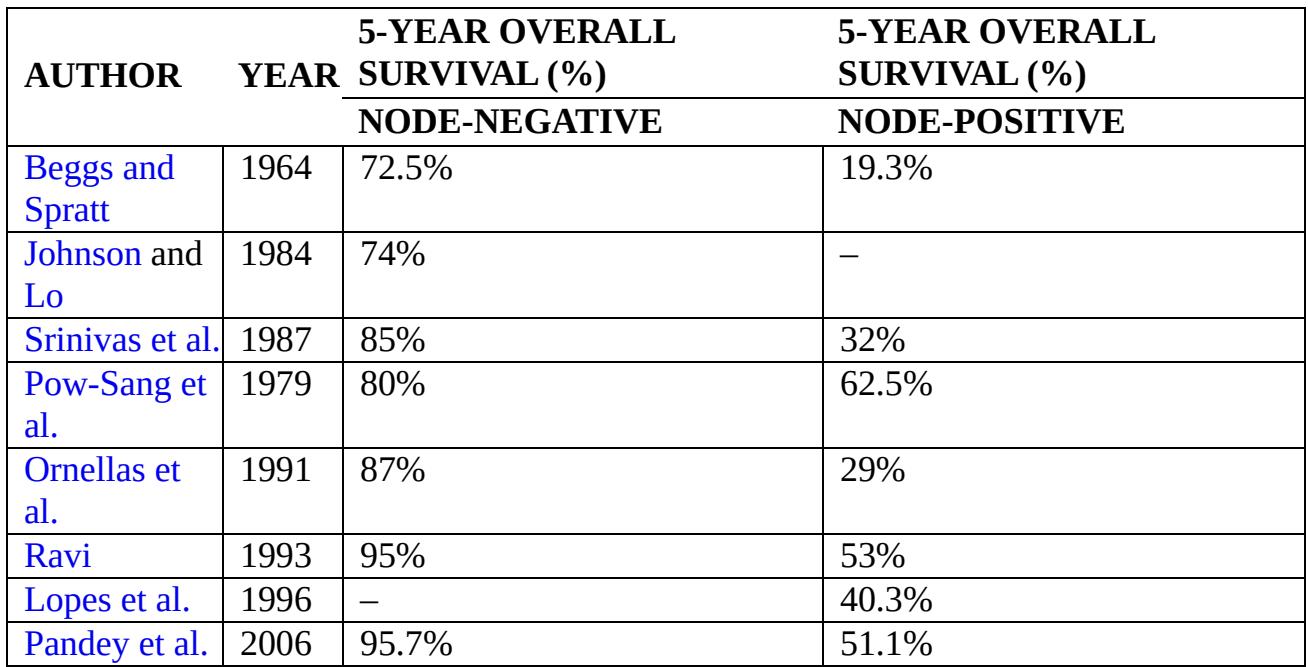 AUTHOR YEAR 5-YEAR OVERALL SURVIVAL (%) 5-YEAR OVERALL SURVIVAL (%)
NODE-NEGATIVE NODE-POSITIVE
Beggs and Spratt 1964 72.5% 19.3%
Johnson and Lo 1984 74% –
Srinivas et al. 1987 85% 32%
Pow-Sang et al. 1979 80% 62.5%
Ornellas et al. 1991 87% 29%
Ravi 1993 95% 53%
Lopes et al. 1996 – 40.3%
Pandey et al. 2006 95.7% 51.1%